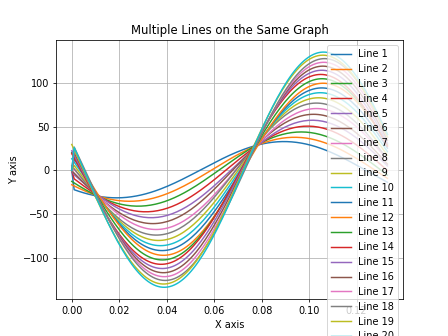 Multiple Lines on the Same Graph
Y axis
100
50
0
−50
−100
0.00
0.02
0.04
0.06
0.08
0.10
X axis
Line 1
Line 2
Line 3
Line 4
Line 5
Line 6
Line 7
Line 8
Line 9
Line 10
Line 11
Line 12
Line 13
Line 14
Line 15
Line 16
Line 17
Line 18
Line 19
Line 20